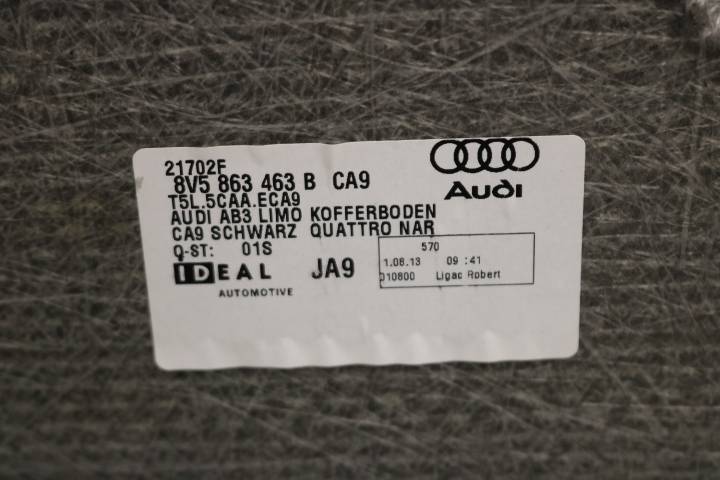 21702F
8V5 863 463 B CA9
T5L.5CAA.ECA9
AUDI AB3 LIMO KOFFERBODEN
CA9 SCHWARZ QUATTRO NAR
Q-ST: 01S
IDEAL JA9
AUTOMOTIVE
Audi
570
1.08.13 09:41
010800 Ligac Robert